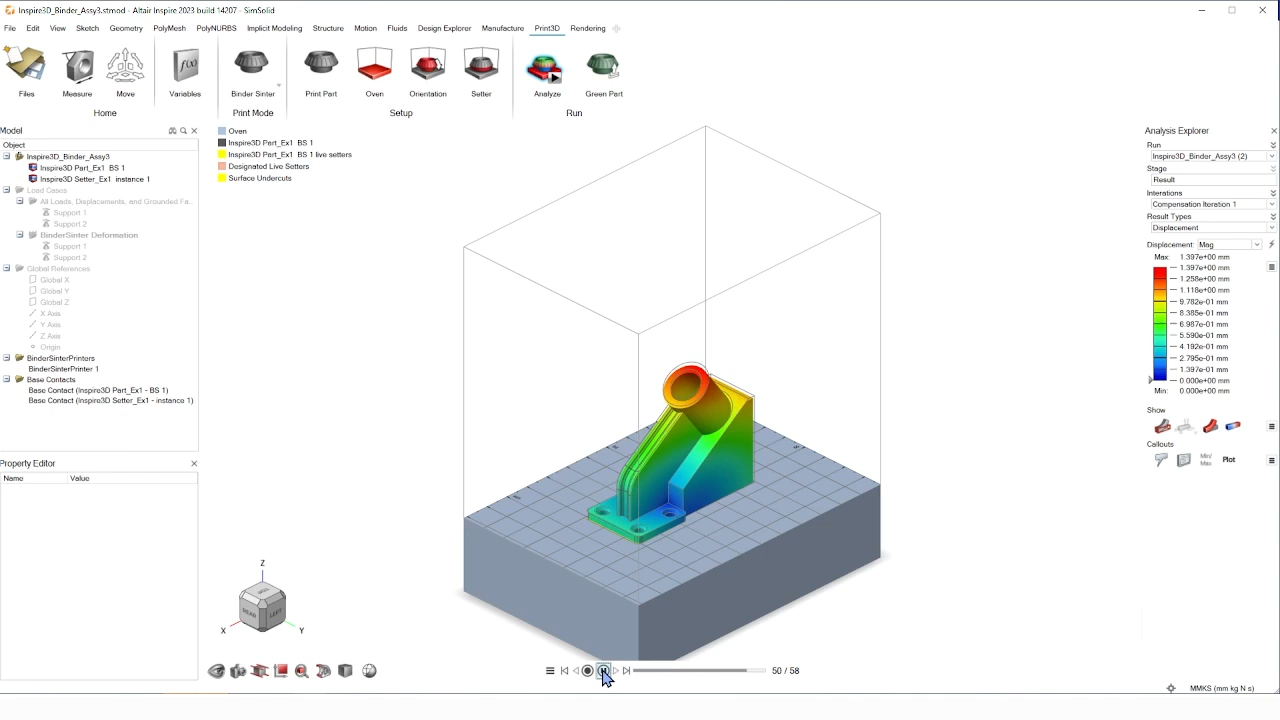 Inspire3D_Binder_Assy3.stmod - Altair Inspire 2023 build 14207 - SimSolid
File Edit View Sketch Geometry PolyMesh PolyNURBS Implicit Modeling Structure Motion Fluids Design Explorer Manufacture Print3D Rendering
Files Measure Move Variables Binder Sinter Print Part Oven Orientation Setter Analyze Green Part
Home Print Mode Setup Run
Model
Object
Inspire3D_Binder_Assy3
Inspire3D Part_Ex1 BS 1
Inspire3D Setter_Ex1 instance 1
Load Cases
All Loads, Displacements, and Grounded Fa...
Support 1
Support 2
BinderSinter Deformation
Support 1
Support 2
Global References
Global X
Global Y
Global Z
X Axis
Y Axis
Z Axis
Origin
BinderSinterPrinters
BinderSinterPrinter 1
Base Contacts
Base Contact (Inspire3D Part_Ex1 - BS 1)
Base Contact (Inspire3D Setter_Ex1 - instance 1)
Property Editor
Name Value
Oven
Inspire3D Part_Ex1 BS 1
Inspire3D Part_Ex1 BS 1 live setters
Designated Live Setters
Surface Undercuts
Z
REAR LEFT
X Y
50 / 58
Analysis Explorer
Run
Inspire3D_Binder_Assy3 (2)
Stage
Result
Interations
Compensation Iteration 1
Result Types
Displacement
Displacement: Mag
Max: 1.397e+00 mm
1.397e+00 mm
1.258e+00 mm
1.118e+00 mm
9.782e-01 mm
8.385e-01 mm
6.987e-01 mm
5.590e-01 mm
4.192e-01 mm
2.795e-01 mm
1.397e-01 mm
0.000e+00 mm
Min: 0.000e+00 mm
Show
Callouts
Min/
Max
Plot
MMKS (mm kg N s)